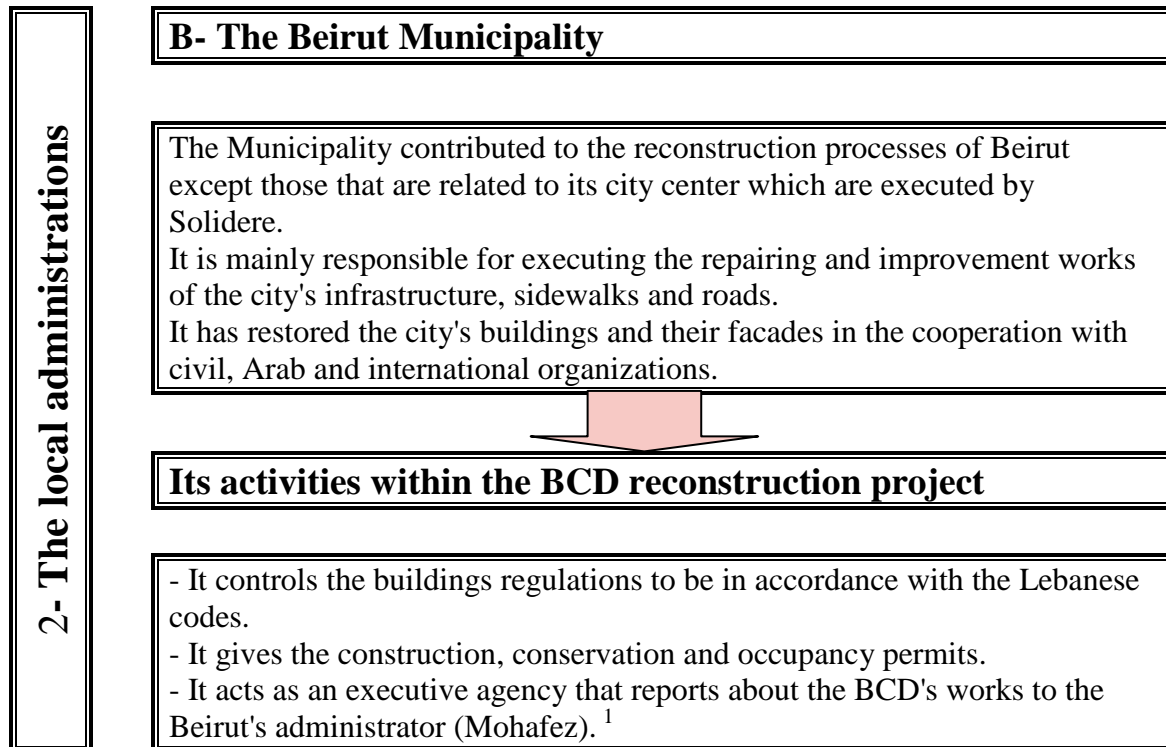 2- The local administrations
B- The Beirut Municipality
The Municipality contributed to the reconstruction processes of Beirut
except those that are related to its city center which are executed by
Solidere.
It is mainly responsible for executing the repairing and improvement works
of the city's infrastructure, sidewalks and roads.
It has restored the city's buildings and their facades in the cooperation with
civil, Arab and international organizations.
Its activities within the BCD reconstruction project
- It controls the buildings regulations to be in accordance with the Lebanese
codes.
- It gives the construction, conservation and occupancy permits.
- It acts as an executive agency that reports about the BCD's works to the
Beirut's administrator (Mohafez). 1